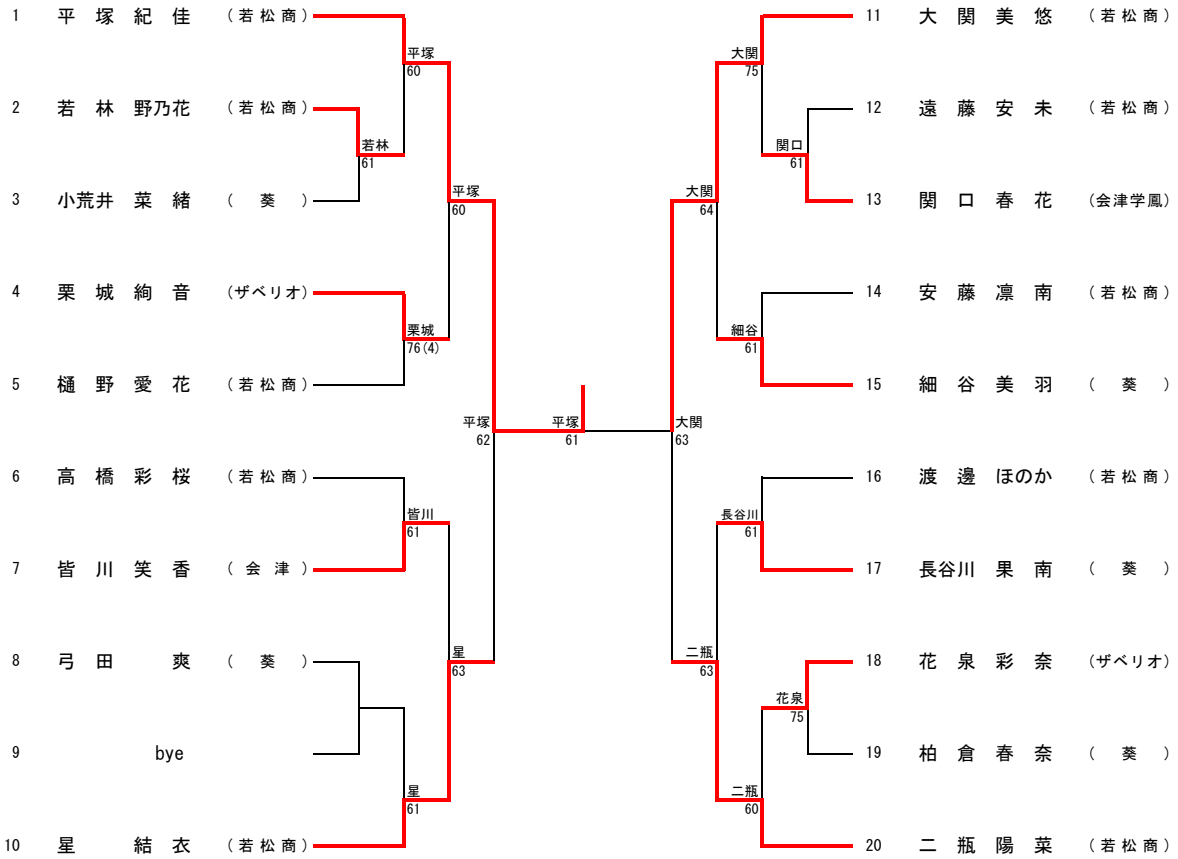 1 平 塚 紀 佳 (若松商)
11 大 関 美 悠 (若松商)
平塚
60
大関
75
2 若 林 野乃花 (若松商)
12 遠 藤 安 未 (若松商)
若林
61
関口
61
3 小荒井 菜 緒 ( 葵 )
平塚
60
大関
64
13 関 口 春 花 (会津学鳳)
4 栗 城 絢 音 (ザベリオ)
14 安 藤 凛 南 (若松商)
栗城
76(4)
細谷
61
5 樋 野 愛 花 (若松商)
15 細 谷 美 羽 ( 葵 )
平塚
62
平塚
61
大関
63
6 高 橋 彩 桜 (若松商)
16 渡 邊 ほのか (若松商)
皆川
61
長谷川
61
7 皆 川 笑 香 (会 津)
17 長谷川 果 南 ( 葵 )
8 弓 田 爽 ( 葵 )
星
63
二瓶
63
18 花 泉 彩 奈 (ザベリオ)
花泉
75
9 bye
19 柏 倉 春 奈 ( 葵 )
星
61
二瓶
60
10 星 結 衣 (若松商)
20 二 瓶 陽 菜 (若松商)